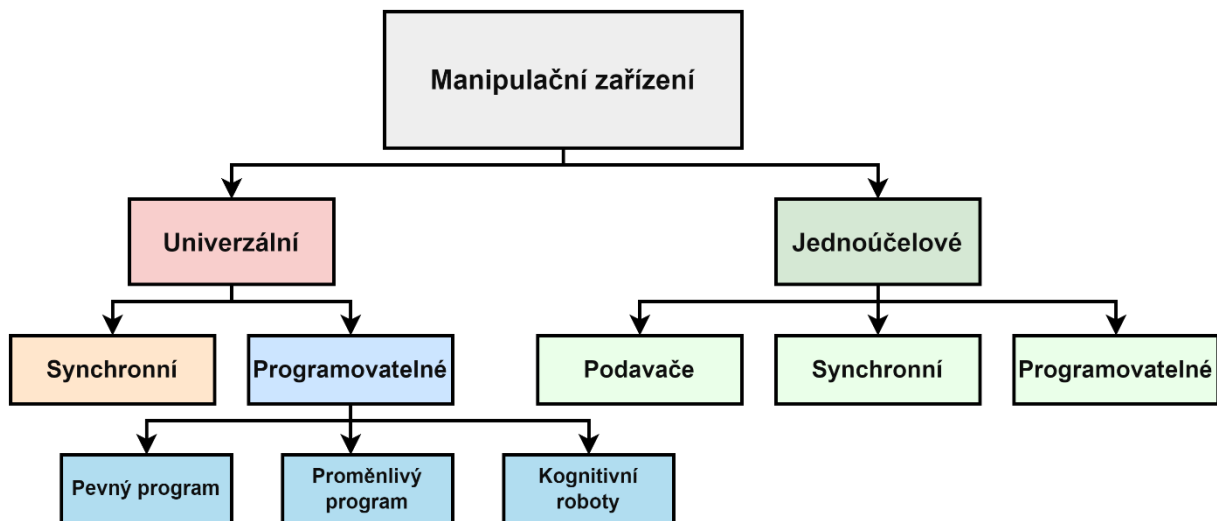 Manipulační zařízení
Univerzální
Jednoúčelové
Synchronní
Programovatelné
Podavače
Synchronní
Programovatelné
Pevný program
Proměnlivý
program
Kognitivní
roboty